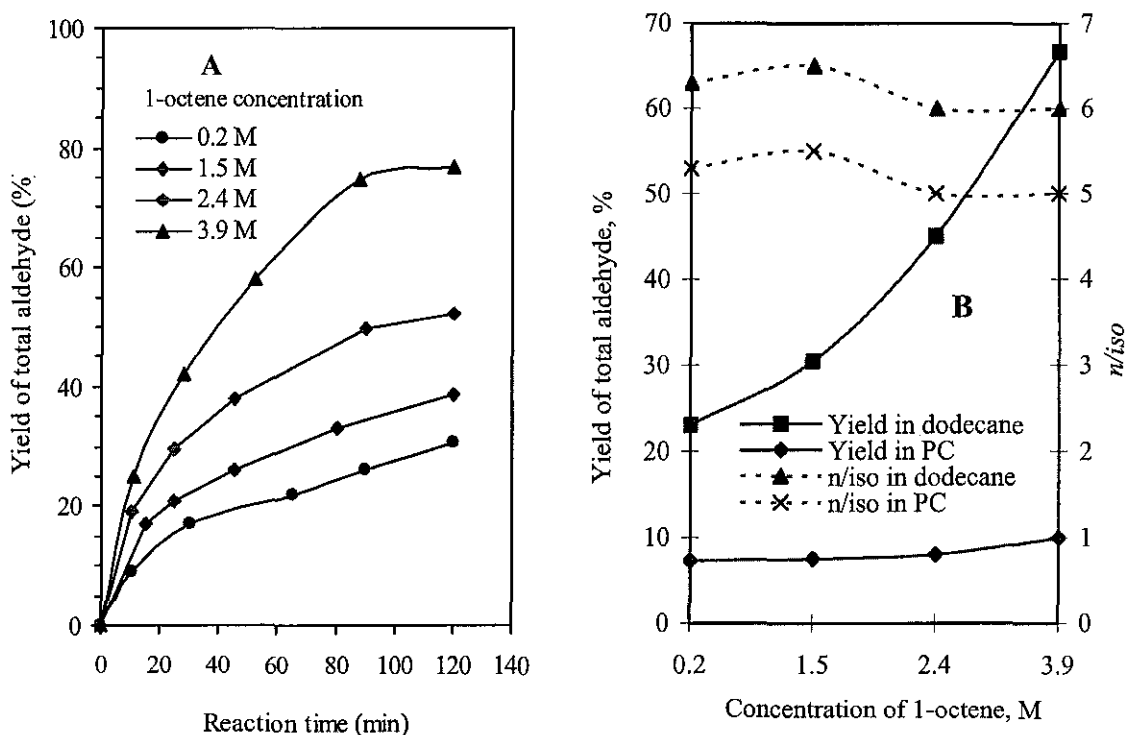 100
80
60
40
20
0
Yield of total aldehyde (%
A
1-octene concentration
0.2 M
1.5 M
2.4 M
3.9 M
0 20 40 60 80 100 120 140
Reaction time (min)
70
60
50
40
30
20
10
0
Yield of total aldehyde, %
B
Yield in dodecane
Yield in PC
n/iso in dodecane
n/iso in PC
7
6
5
4
3
2
1
0
n/iso
0.2 1.5 2.4 3.9
Concentration of 1-octene, M